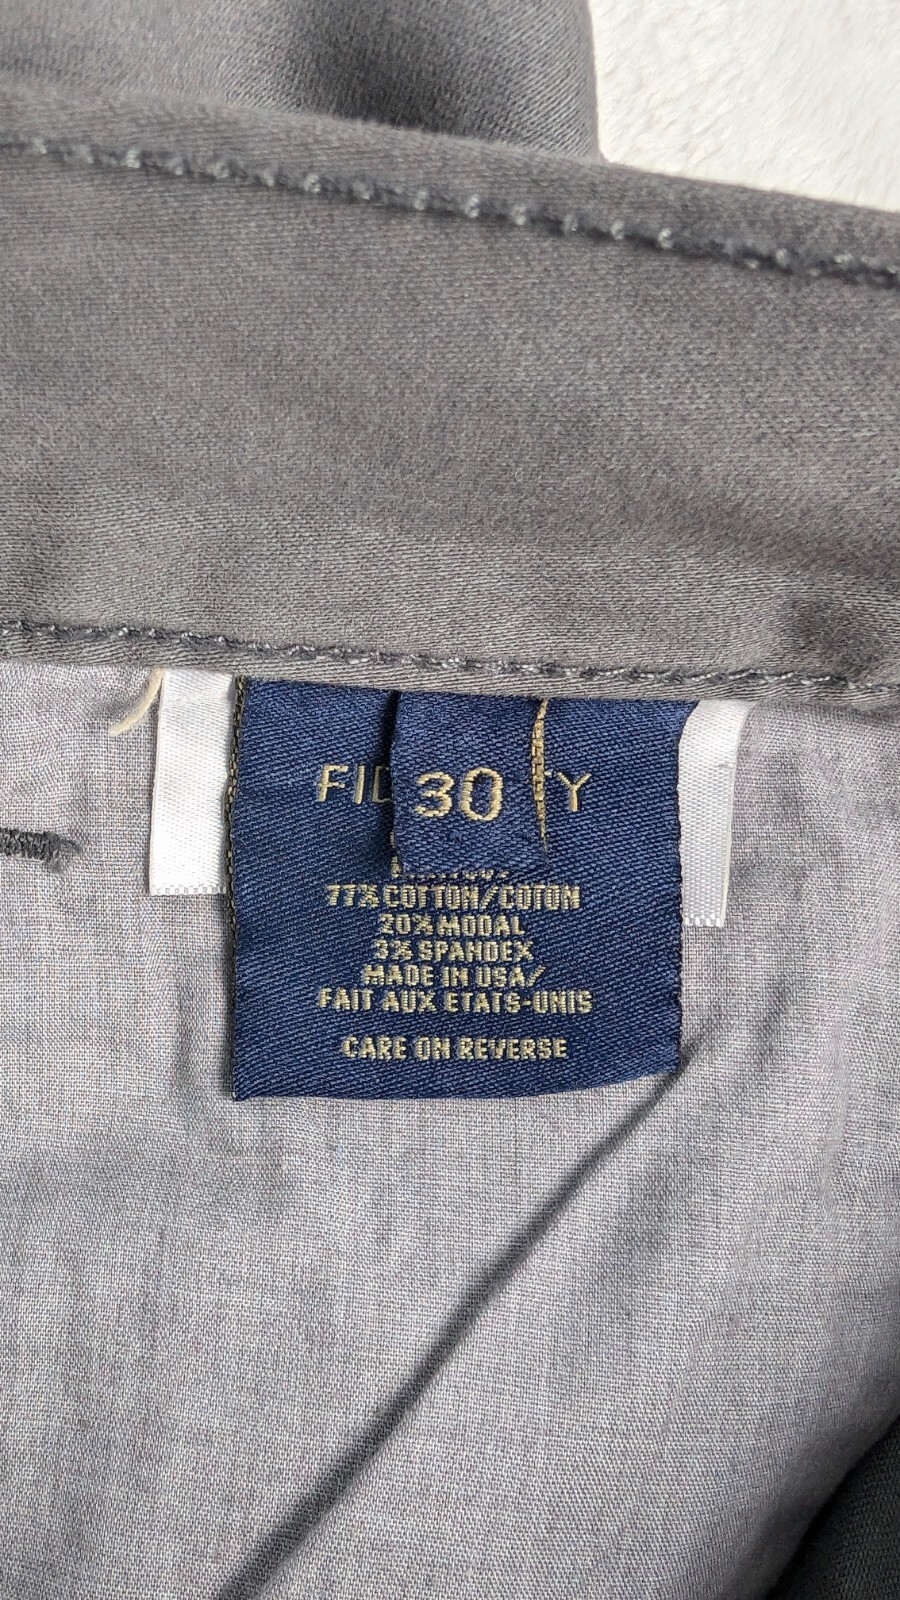 FID 30 Y
77% COTTON/COTON
20% MODAL
3% SPANDEX
MADE IN USA/
FAIT AUX ETATS-UNIS
CARE ON REVERSE